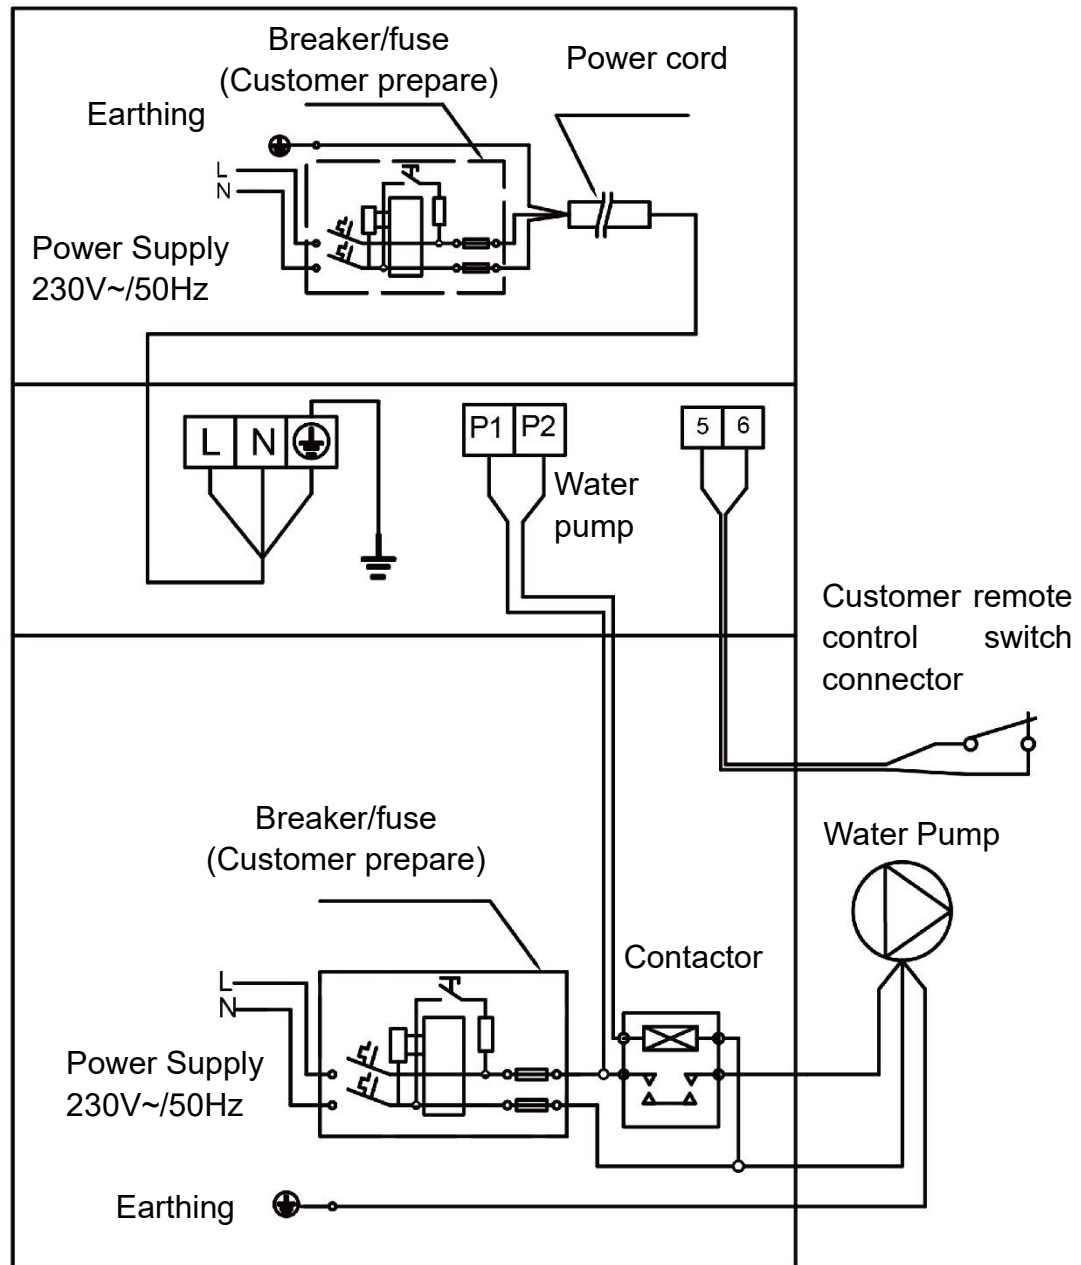 Breaker/fuse
(Customer prepare)
Power cord
Earthing
L
N
Power Supply
230V~/50Hz
L N
P1 P2
5 6
Water
pump
Customer remote
control switch
connector
Breaker/fuse
(Customer prepare)
Water Pump
Contactor
L
N
Power Supply
230V~/50Hz
Earthing